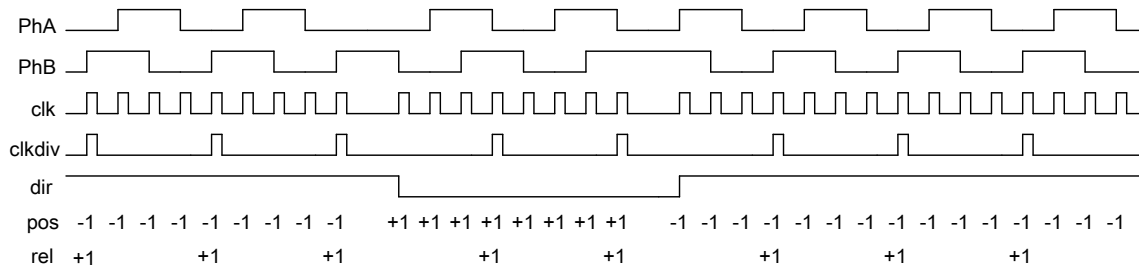 PhA
PhB
clk
clkdiv
dir
pos -1 -1 -1 -1 -1 -1 -1 -1 -1 +1 +1 +1 +1 +1 +1 +1 +1 -1 -1 -1 -1 -1 -1 -1 -1 -1 -1 -1 -1 -1 -1 -1
rel +1 +1 +1 +1 +1 +1 +1 +1